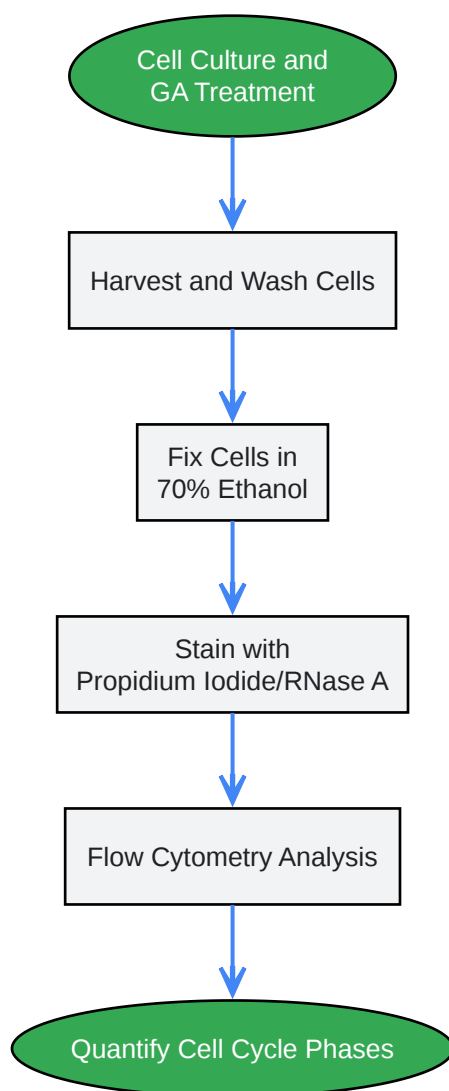 Cell Culture and
GA Treatment
Harvest and Wash Cells
Fix Cells in
70% Ethanol
Stain with
Propidium Iodide/RNase A
Flow Cytometry Analysis
Quantify Cell Cycle Phases